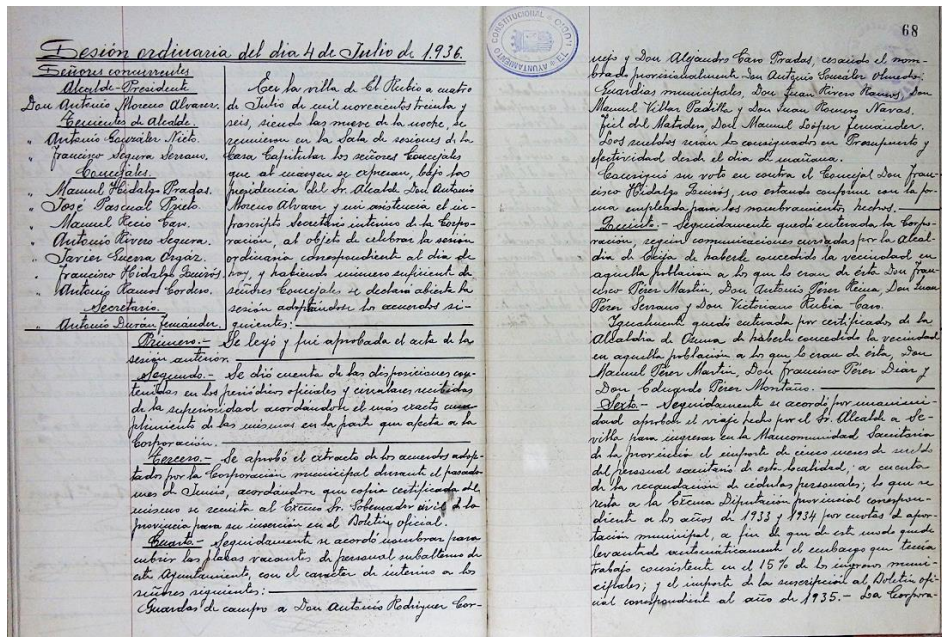 Sesión ordinaria del día 4 de Julio de 1.936.
Señores concurrentes
Alcalde-Presidente
Don Antonio Moreno Alvarez.
Tenientes de Alcalde.
" Antonio González Nieto.
" Francisco Segura Serrano.
Concejales.
" Manuel Hidalgo Pradas.
" José Pascual Prieto.
" Manuel Recio Caro.
" Antonio Rivero Segura.
" Javier Guerra Orgaz.
" Francisco Hidalgo Quirós.
" Antonio Ramos Cordero.
Secretario.
" Antonio Durán Fernández.
En la villa de El Rubio a cuatro
de Julio de mil novecientos treinta y
seis, siendo las nueve de la noche, se
reunieron en la Sala de sesiones de la
Casa Capitular los señores Concejales
que al margen se expresan, bajo la
presidencia del Sr. Alcalde Don Antonio
Moreno Alvarez y mi asistencia el in-
frascripto Secretario interino de la Corpo-
ración, al objeto de celebrar la sesión
ordinaria correspondiente al día de
hoy, y habiendo número suficiente de
señores Concejales se declaró abierta la
sesión adoptándose los acuerdos si-
guientes:
Primero.- Se leyó y fué aprobada el acta de la
sesión anterior.
Segundo.- Se dió cuenta de las disposiciones con-
tenidas en los periódicos oficiales y circulares recibidas
de la superioridad acordándose el más exacto cum-
plimiento de las mismas en la parte que afecta a la
Corporación.
Tercero.- Se aprobó el extracto de los acuerdos adop-
tados por la Corporación municipal durante el pasado
mes de Junio, acordándose que copia certificada del
mismo se remita al Excmo Sr. Gobernador civil de la
provincia para su inserción en el Boletín oficial.
Cuarto.- Seguidamente se acordó nombrar para
cubrir las plazas vacantes de personal subalterno de
este Ayuntamiento, con el carácter de interino a los
señores siguientes:
Guardas de campo a Don Antonio Rodríguez Cor-
AYUNTAMIENTO CONSTITUCIONAL
68
nejo y Don Alejandro Caro Pradas, cesando el nom-
brado provisionalmente Don Antonio González Olmedo;
Guardias municipales, Don Juan Rivero Ramos, Don
Manuel Villar Padilla y Don Juan Romero Navas.
Fiel del Matadero, Don Manuel López Fernández.
Los sueldos serán los consignados en Presupuesto y
efectividad desde el día de mañana.
Consignó su voto en contra el Concejal Don Fran-
cisco Hidalgo Quirós, no estando conforme con la for-
ma empleada para los nombramientos hechos.
Quinto.- Seguidamente quedó enterada la Corpo-
ración, según comunicaciones cursadas por la Alcal-
día de Ecija de haberle concedido la vecindad en
aquella población a los que lo eran de ésta Don Fran-
cisco Pérez Martín, Don Antonio Pérez Reina, Don Juan
Pérez Serrano y Don Victoriano Rubia Caro.
Igualmente quedó enterada por certificados de la
Alcaldía de Osuna de haberle concedido la vecindad
en aquella población a los que lo eran de ésta, Don
Manuel Pérez Martín, Don Francisco Pérez Díaz y
Don Eduardo Pérez Montaño.
Sexto.- Seguidamente se acordó por unanimi-
dad aprobar el viaje hecho por el Sr. Alcalde a Se-
villa para ingresar en la Mancomunidad Sanitaria
de la provincia el importe de cinco meses de sueldo
del personal sanitario de esta localidad; a cuenta
de la recaudación de cédulas personales; lo que se
resta a la Excma Diputación provincial correspon-
diente a los años de 1933 y 1934 por cuotas de apor-
tación municipal, a fin de que de este modo quede
levantado automáticamente el embargo que tenía
trabajo consistente en el 15% de los ingresos muni-
cipales; y el importe de la suscripción al Boletín ofi-
cial correspondiente al año de 1935.- La Corpora-